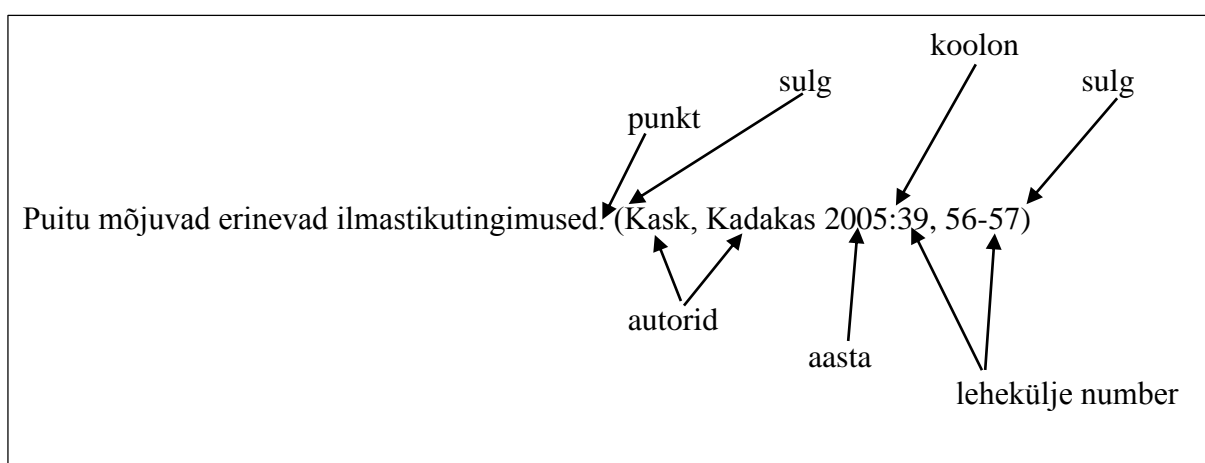 koolon
sulg sulg
punkt
Puitu mõjuvad erinevad ilmastikutingimused. (Kask, Kadakas 2005:39, 56-57)
autorid
aasta
lehekülje number